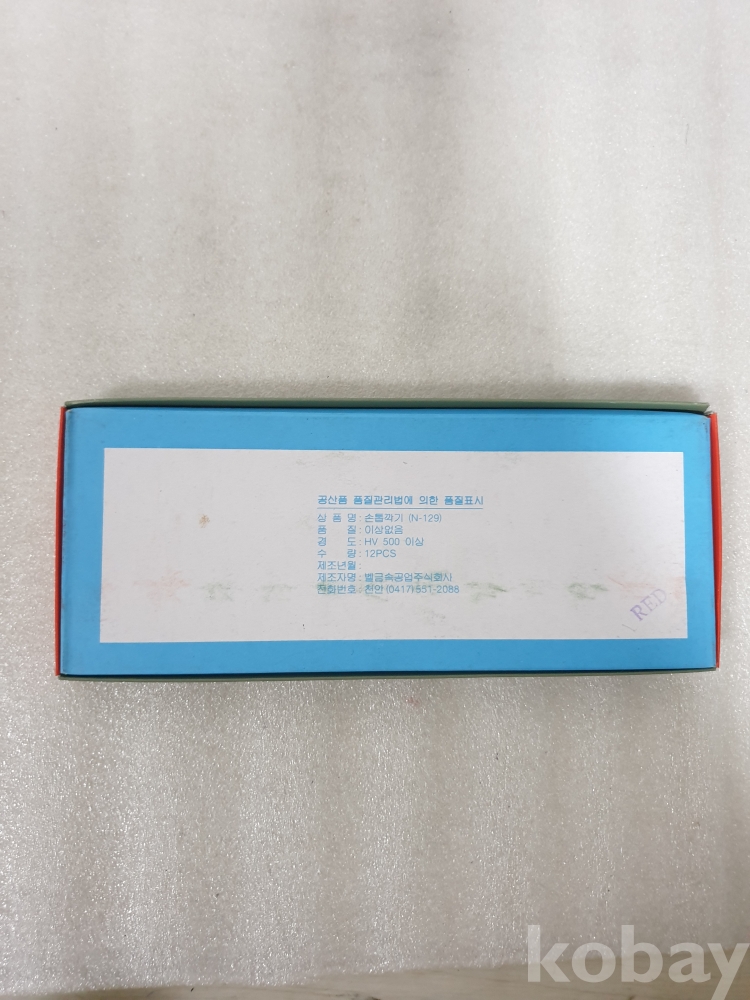 공산품 품질관리법에 의한 품질표시
상 품 명 : 손톱깍기 (N-129)
품 질 : 이상없음
경 도 : HV 500 이상
수 량 : 12PCS
제조년월 :
제조자명 : 벨금속공업주식회사
전화번호 : 천안 (0417) 551-2088
RED
kobay